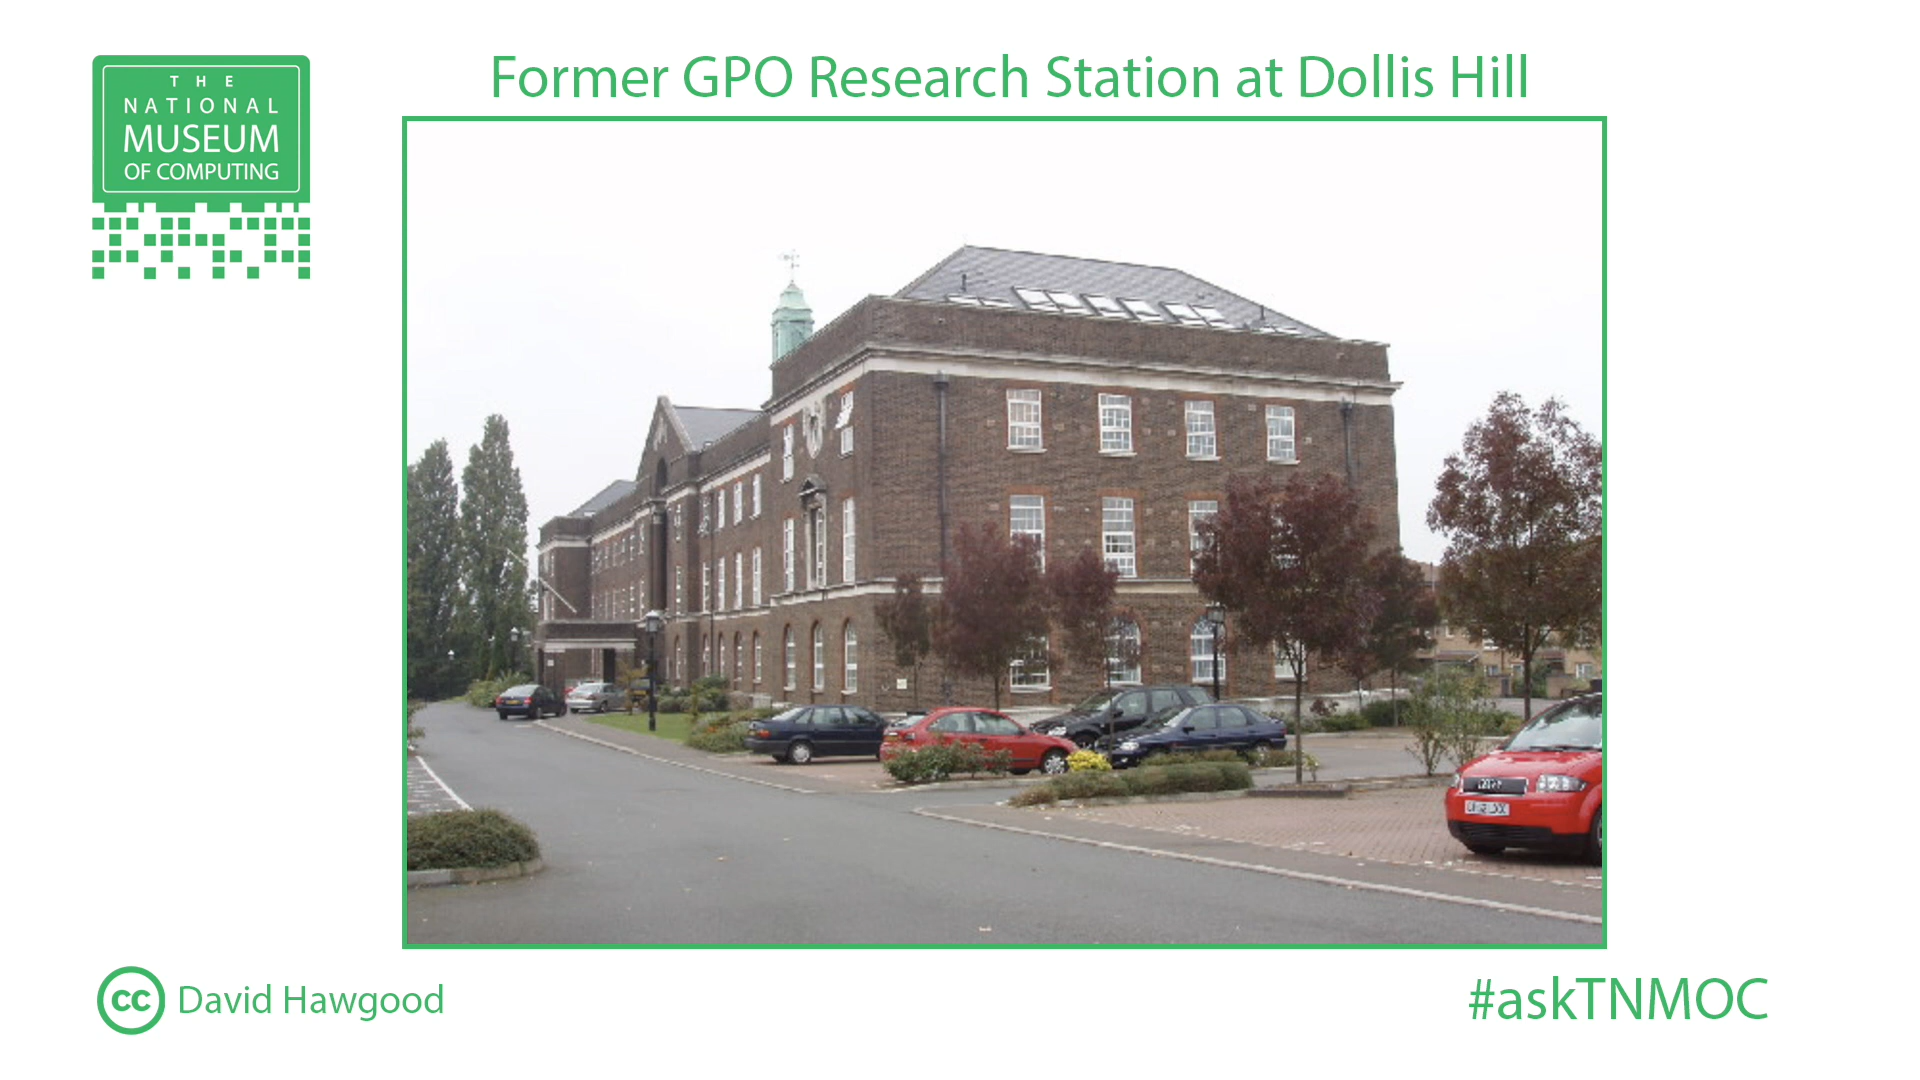 THE
NATIONAL
MUSEUM
OF COMPUTING
Former GPO Research Station at Dollis Hill
cc David Hawgood
#askTNMOC